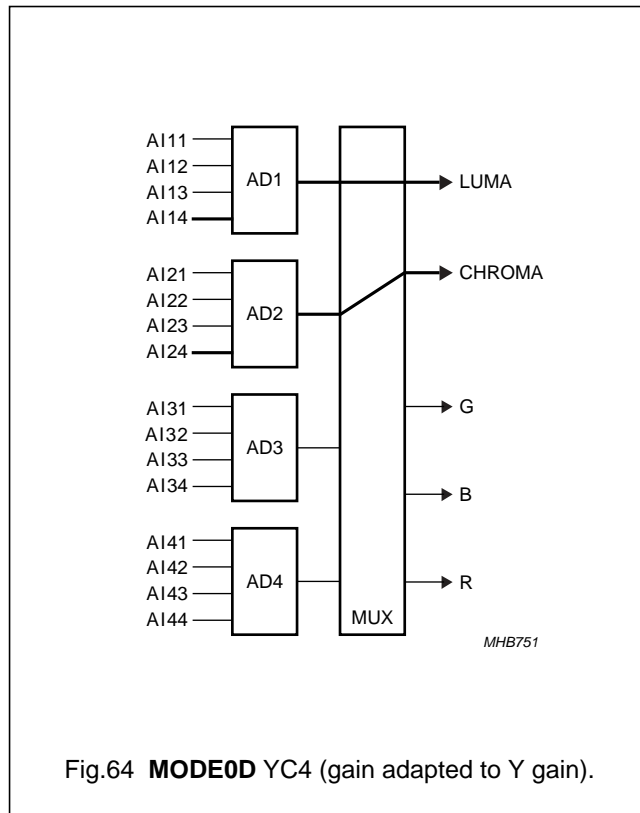 AI11
AI12
AI13
AI14
AD1
LUMA
AI21
AI22
AI23
AI24
AD2
CHROMA
AI31
AI32
AI33
AI34
AD3
G
B
AI41
AI42
AI43
AI44
AD4
R
MUX
MHB751
Fig.64 MODE0D YC4 (gain adapted to Y gain).